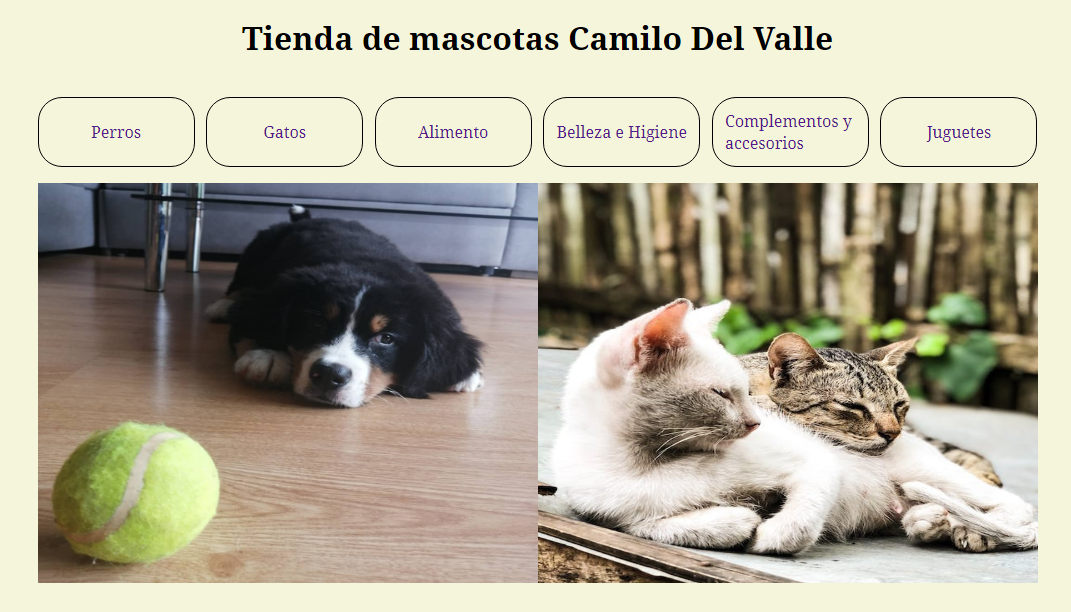 Tienda de mascotas Camilo Del Valle
Perros
Gatos
Alimento
Belleza e Higiene
Complementos y
accesorios
Juguetes